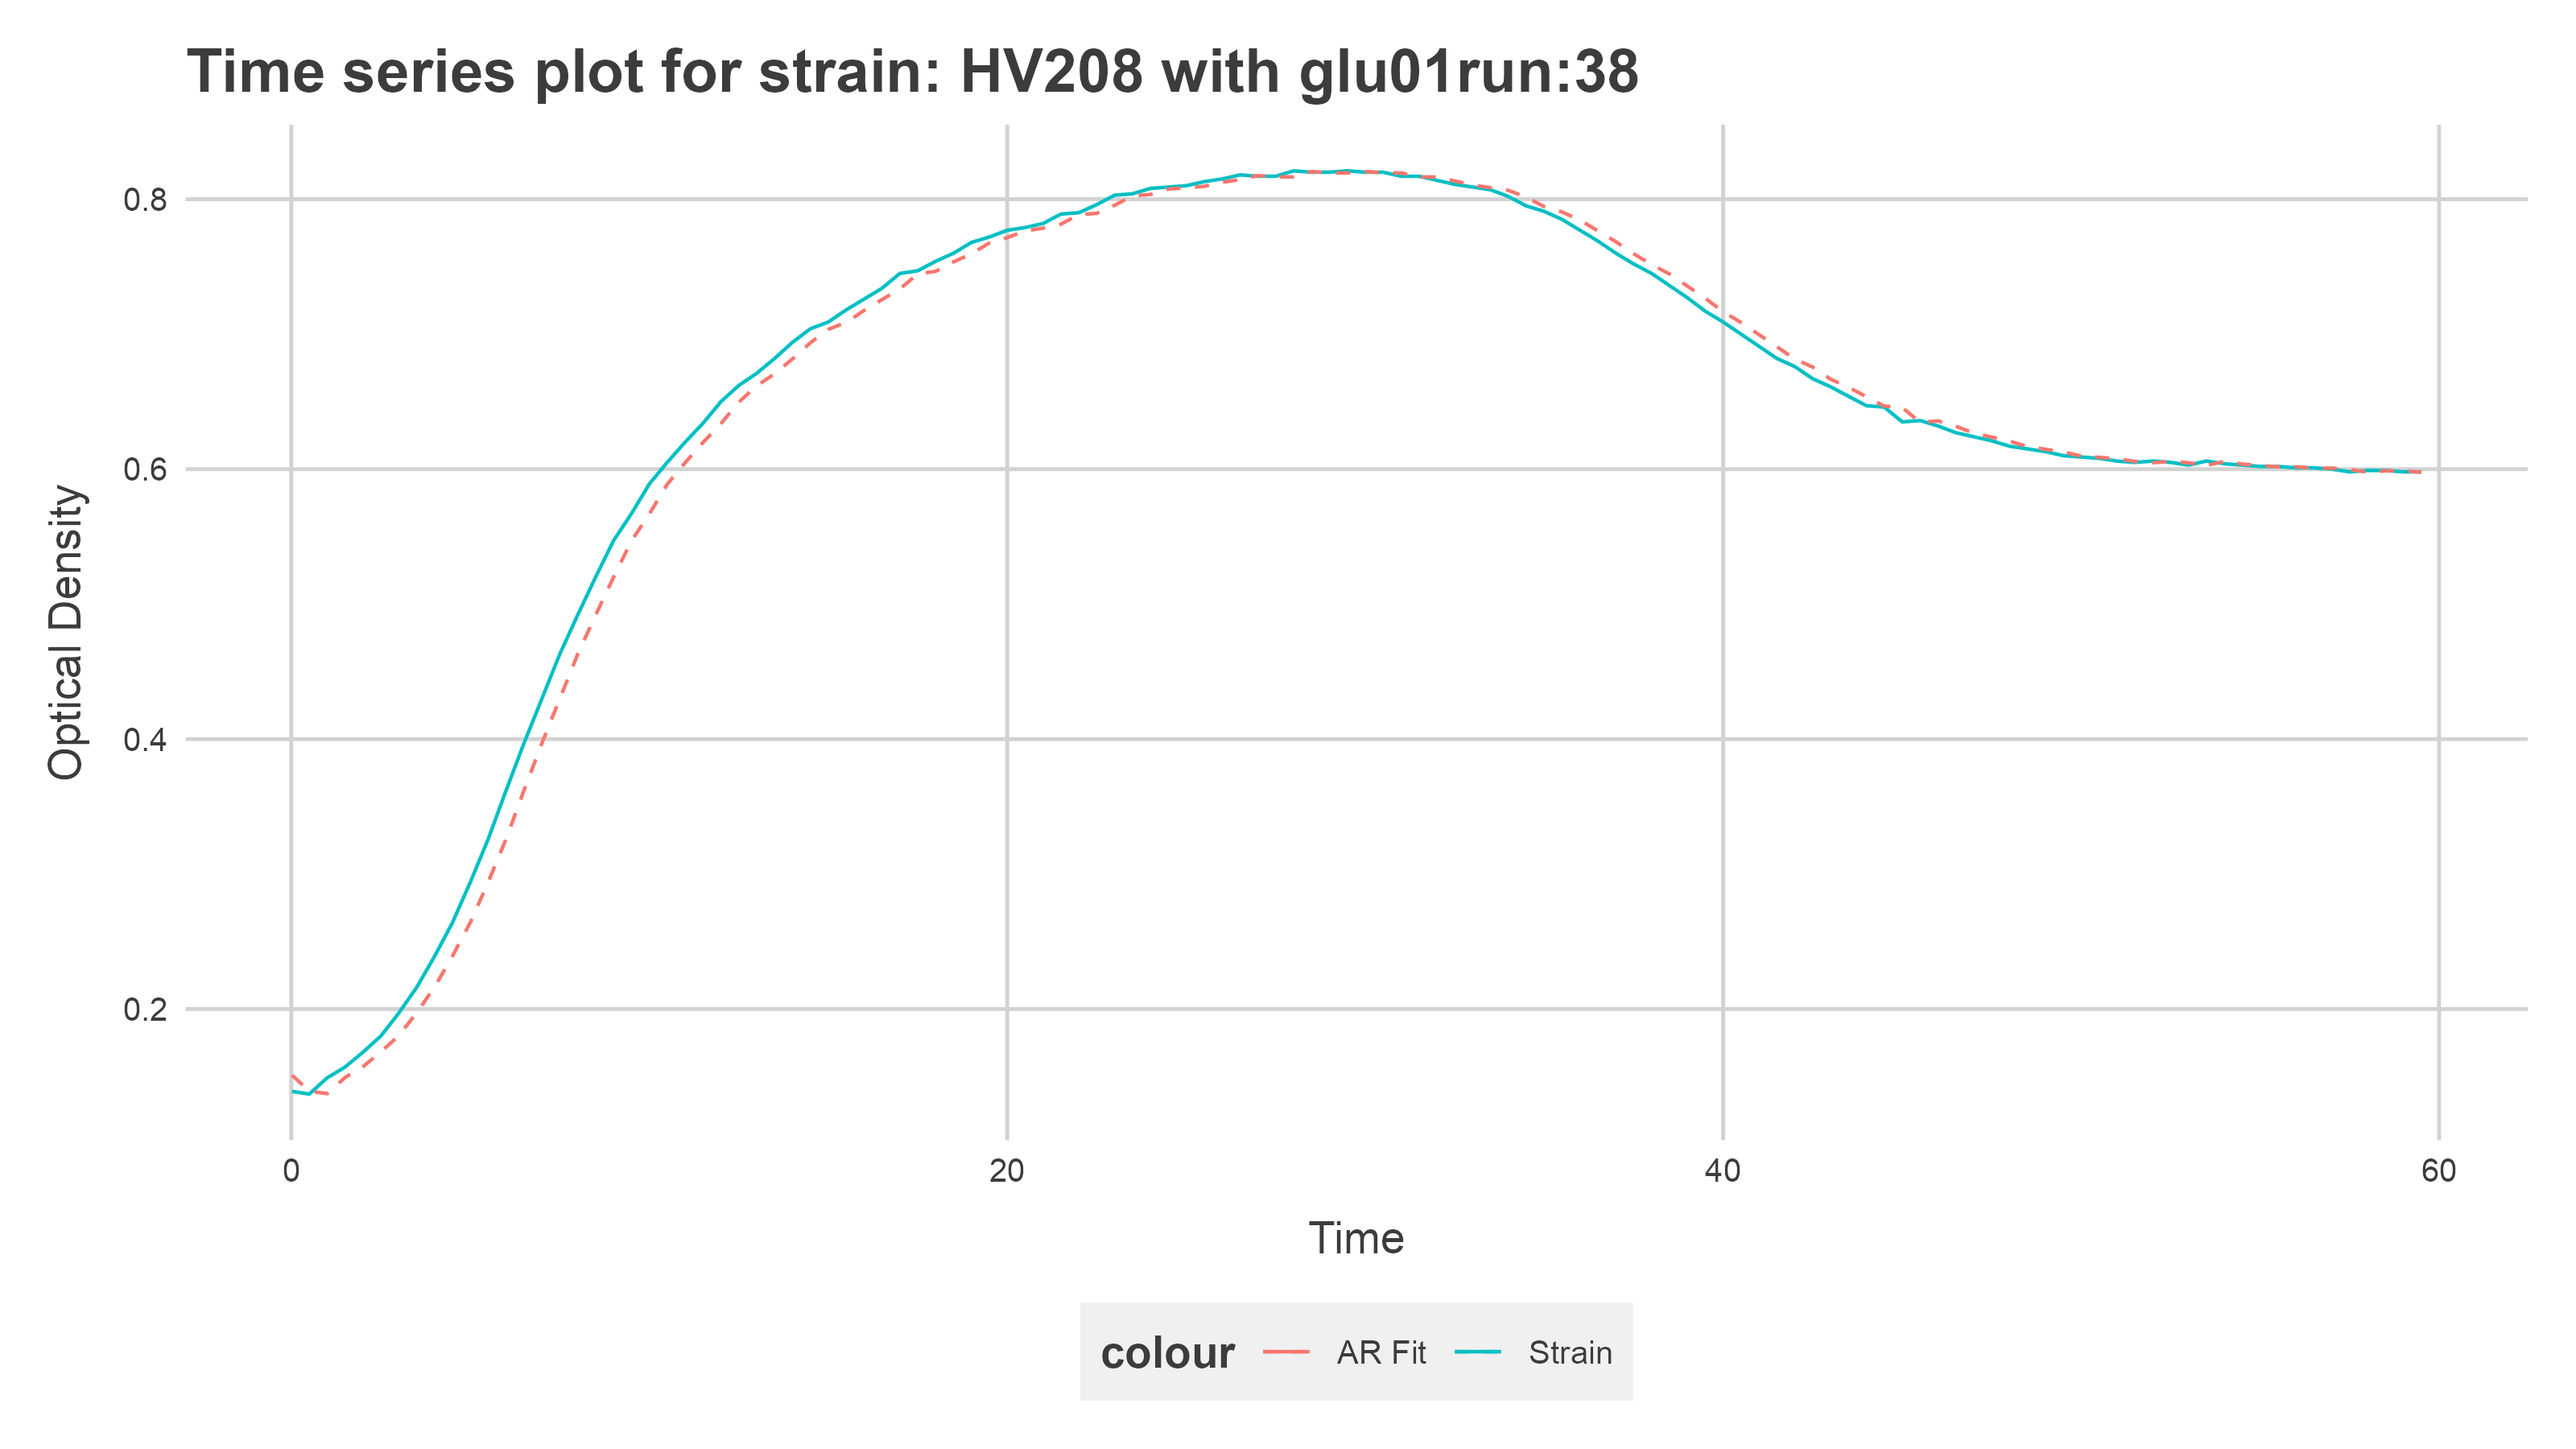 Time series plot for strain: HV208 with glu01run:38
Optical Density
0.8
0.6
0.4
0.2
0 20 40 60
Time
colour AR Fit Strain